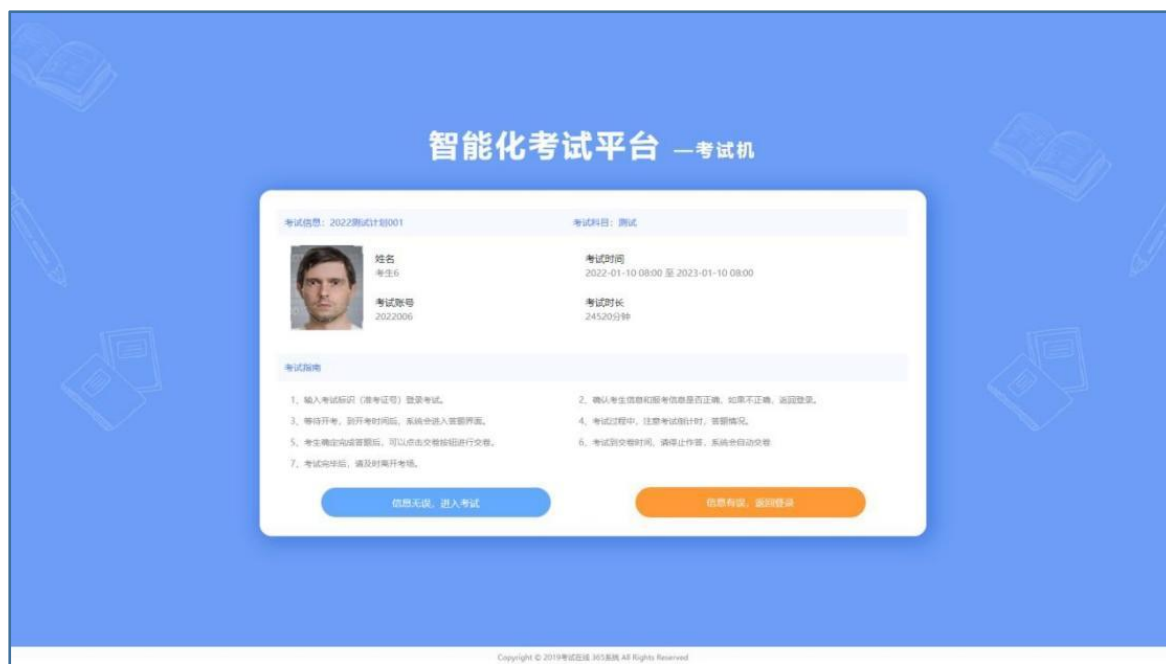 智能化考试平台 —考试机
考试信息：2022测试计划001
考试科目：测试
姓名
考生6
考试时间
2022-01-10 08:00 至 2023-01-10 08:00
考试账号
2022006
考试时长
24520分钟
考试指南
1、输入考试标识（准考证号）登录考试。
2、确认考生信息和报考信息是否正确，如果不正确，返回登录。
3、等待开考，到开考时间后，系统会进入答题界面。
4、考试过程中，注意考试倒计时，答题情况。
5、考生确定完成答题后，可以点击交卷按钮进行交卷。
6、考试到交卷时间，请停止作答，系统会自动交卷
7、考试完毕后，请及时离开考场。
信息无误，进入考试
信息有误，返回登录
Copyright © 2019考试在线 365系统 All Rights Reserved